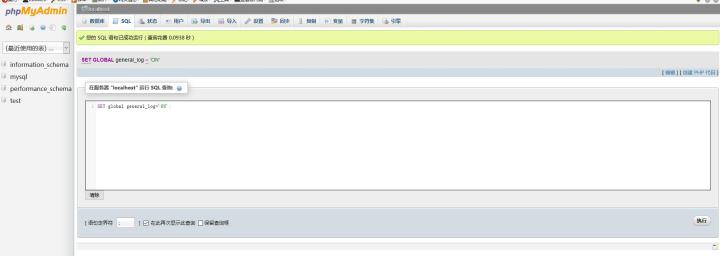 phpMyAdmin
localhost
数据库 SQL 状态 用户 导出 导入 设置 同步 复制 变量 字符集 引擎
您的 SQL 语句已成功运行 ( 查询花费 0.0938 秒 )
(最近使用的表) ...
SET GLOBAL general_log = 'ON'
information_schema
mysql
performance_schema
test
[ 编辑 ] [ 创建 PHP 代码 ]
在服务器 "localhost" 运行 SQL 查询:
1 SET global general_log='ON'
清除
[ 语句定界符 ; ] 在此再次显示此查询 保留查询框
执行